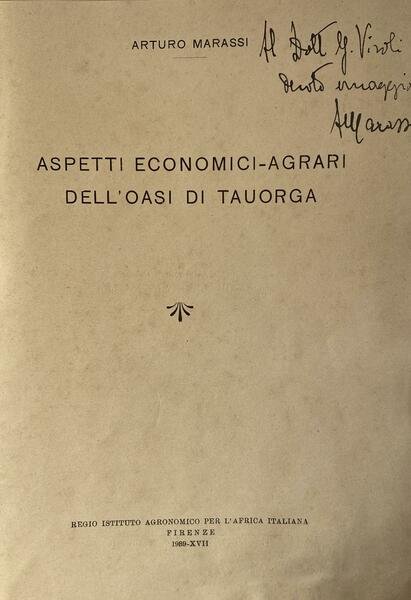 ARTURO MARASSI
Al Dott G. Viroli
devoto omaggio
AMarassi
ASPETTI ECONOMICI-AGRARI
DELL'OASI DI TAUORGA
REGIO ISTITUTO AGRONOMICO PER L'AFRICA ITALIANA
FIRENZE
1939-XVII